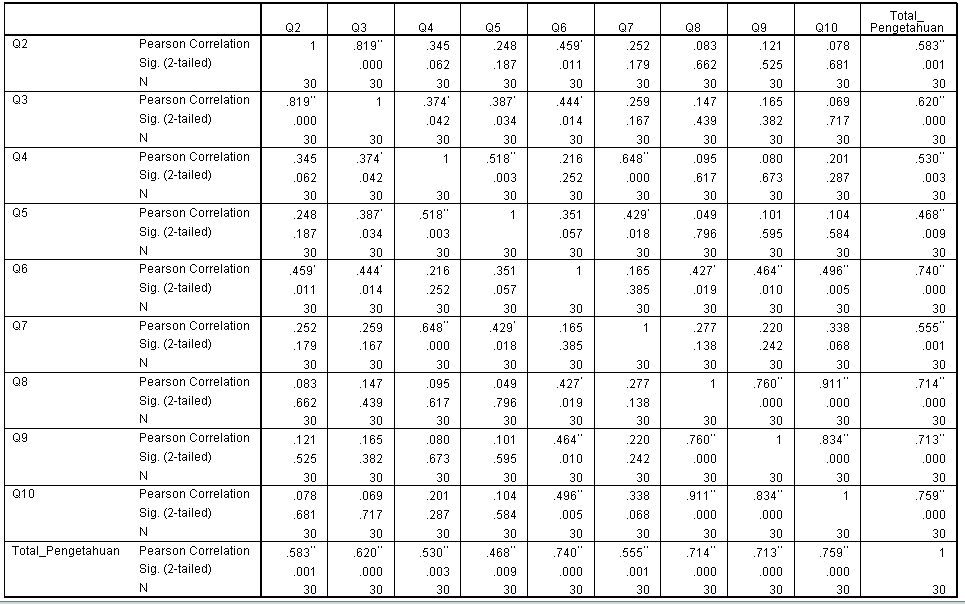 Q2 Q3 Q4 Q5 Q6 Q7 Q8 Q9 Q10 Total_
Pengetahuan
Q2 Pearson Correlation 1 .819** .345 .248 .459* .252 .083 .121 .078 .583**
Sig. (2-tailed) .000 .062 .187 .011 .179 .662 .525 .681 .001
N 30 30 30 30 30 30 30 30 30 30
Q3 Pearson Correlation .819** 1 .374* .387* .444* .259 .147 .165 .069 .620**
Sig. (2-tailed) .000 .042 .034 .014 .167 .439 .382 .717 .000
N 30 30 30 30 30 30 30 30 30 30
Q4 Pearson Correlation .345 .374* 1 .518** .216 .648** .095 .080 .201 .530**
Sig. (2-tailed) .062 .042 .003 .252 .000 .617 .673 .287 .003
N 30 30 30 30 30 30 30 30 30 30
Q5 Pearson Correlation .248 .387* .518** 1 .351 .429* .049 .101 .104 .468**
Sig. (2-tailed) .187 .034 .003 .057 .018 .796 .595 .584 .009
N 30 30 30 30 30 30 30 30 30 30
Q6 Pearson Correlation .459* .444* .216 .351 1 .165 .427* .464** .496** .740**
Sig. (2-tailed) .011 .014 .252 .057 .385 .019 .010 .005 .000
N 30 30 30 30 30 30 30 30 30 30
Q7 Pearson Correlation .252 .259 .648** .429* .165 1 .277 .220 .338 .555**
Sig. (2-tailed) .179 .167 .000 .018 .385 .138 .242 .068 .001
N 30 30 30 30 30 30 30 30 30 30
Q8 Pearson Correlation .083 .147 .095 .049 .427* .277 1 .760** .911** .714**
Sig. (2-tailed) .662 .439 .617 .796 .019 .138 .000 .000 .000
N 30 30 30 30 30 30 30 30 30 30
Q9 Pearson Correlation .121 .165 .080 .101 .464** .220 .760** 1 .834** .713**
Sig. (2-tailed) .525 .382 .673 .595 .010 .242 .000 .000 .000
N 30 30 30 30 30 30 30 30 30 30
Q10 Pearson Correlation .078 .069 .201 .104 .496** .338 .911** .834** 1 .759**
Sig. (2-tailed) .681 .717 .287 .584 .005 .068 .000 .000 .000
N 30 30 30 30 30 30 30 30 30 30
Total_Pengetahuan Pearson Correlation .583** .620** .530** .468** .740** .555** .714** .713** .759** 1
Sig. (2-tailed) .001 .000 .003 .009 .000 .001 .000 .000 .000
N 30 30 30 30 30 30 30 30 30 30